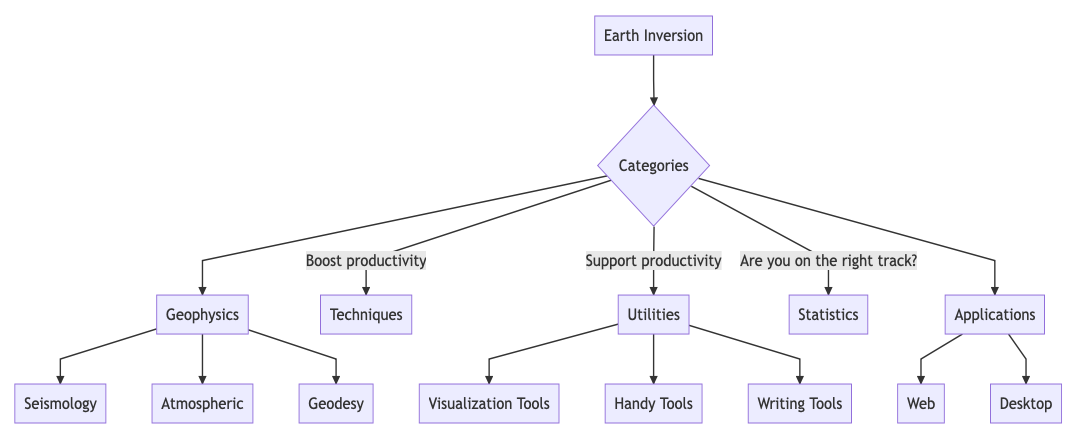 Earth Inversion
Categories
Boost productivity
Support productivity
Are you on the right track?
Geophysics
Techniques
Utilities
Statistics
Applications
Seismology
Atmospheric
Geodesy
Visualization Tools
Handy Tools
Writing Tools
Web
Desktop